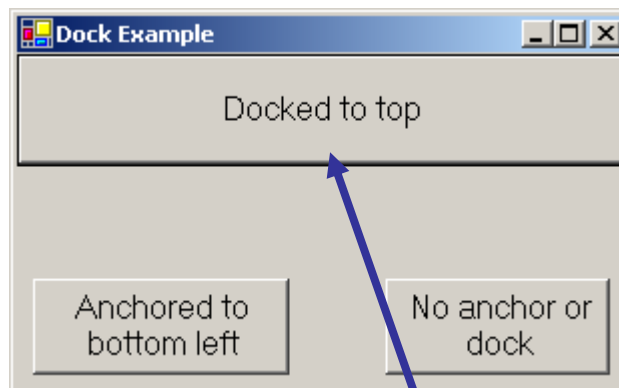 Dock Example
Docked to top
Anchored to
bottom left
No anchor or
dock